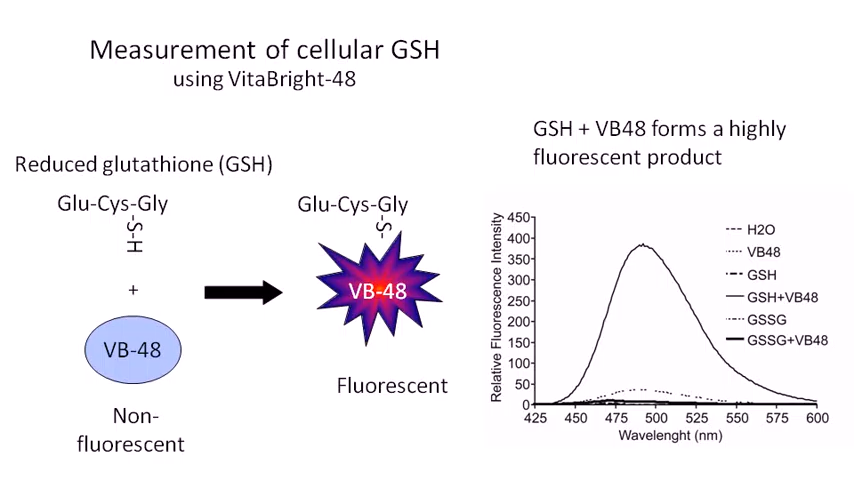 Measurement of cellular GSH
using VitaBright-48
Reduced glutathione (GSH)
Glu-Cys-Gly
-S-H
+
VB-48
Non-
fluorescent
Glu-Cys-Gly
-S-
VB-48
Fluorescent
GSH + VB48 forms a highly
fluorescent product
Relative Fluorescence Intensity
450
400
350
300
250
200
150
100
50
0
425 450 475 500 525 550 575 600
Wavelenght (nm)
H2O
VB48
GSH
GSH+VB48
GSSG
GSSG+VB48